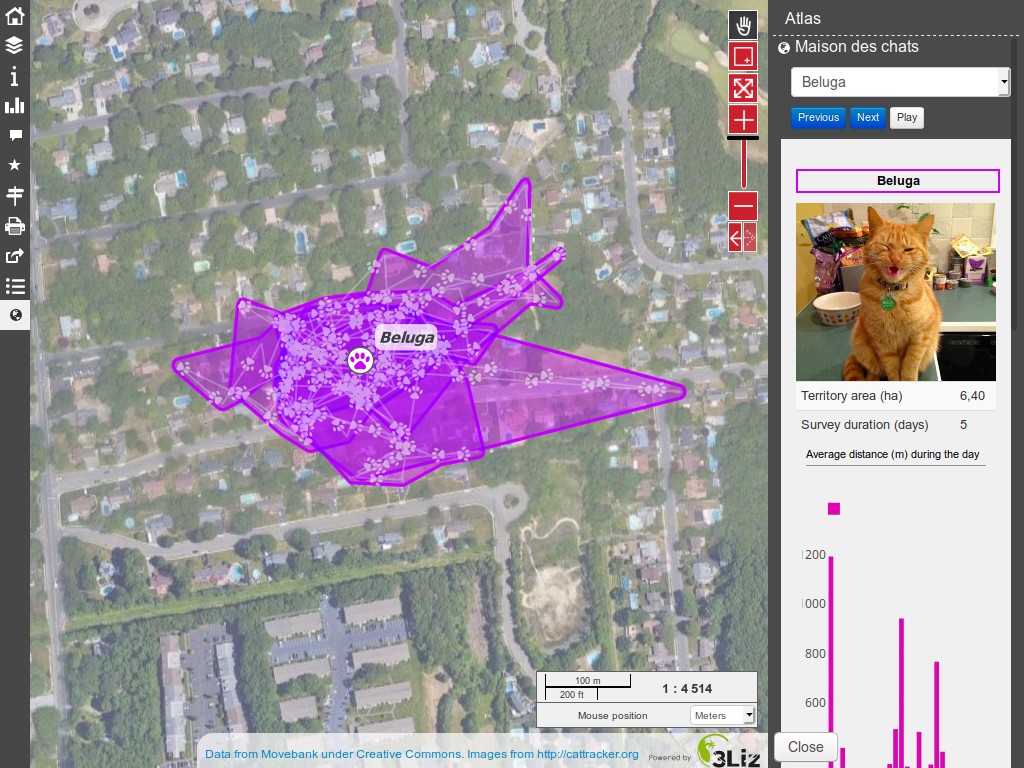 Atlas
Maison des chats
Beluga
Previous
Next
Play
Beluga
Territory area (ha) 6,40
Survey duration (days) 5
Average distance (m) during the day
1200
1000
800
600
Close
Beluga
100 m
200 ft
1 : 4 514
Mouse position
Meters
Data from Movebank under Creative Commons. Images from http://cattracker.org
Powered by
3Liz